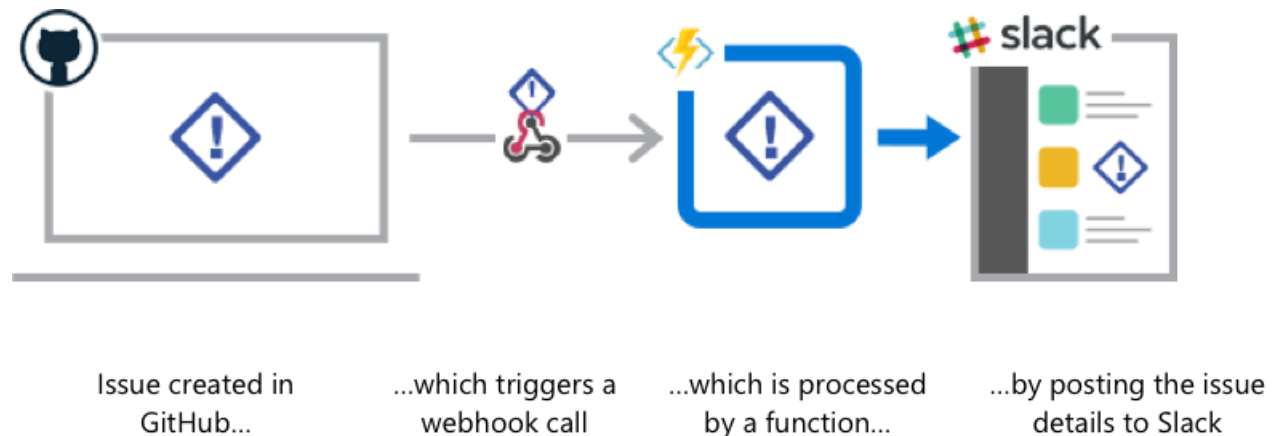 slack
Issue created in
GitHub...
...which triggers a
webhook call
...which is processed
by a function...
...by posting the issue
details to Slack